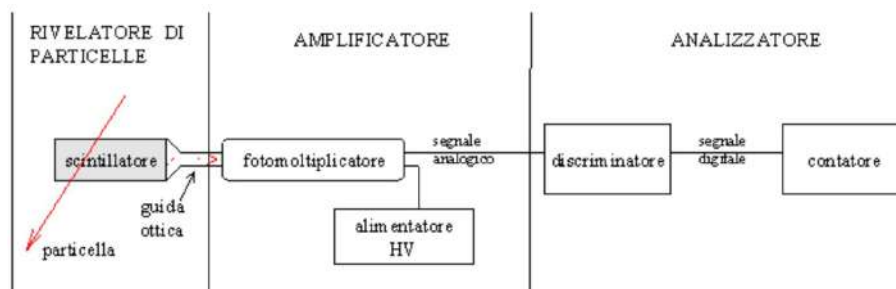 RIVELATORE DI
PARTICELLE
AMPLIFICATORE
ANALIZZATORE
scintillatore
guida
ottica
particella
fotomoltiplicatore
alimentatore
HV
segnale
analogico
discriminatore
segnale
digitale
contatore